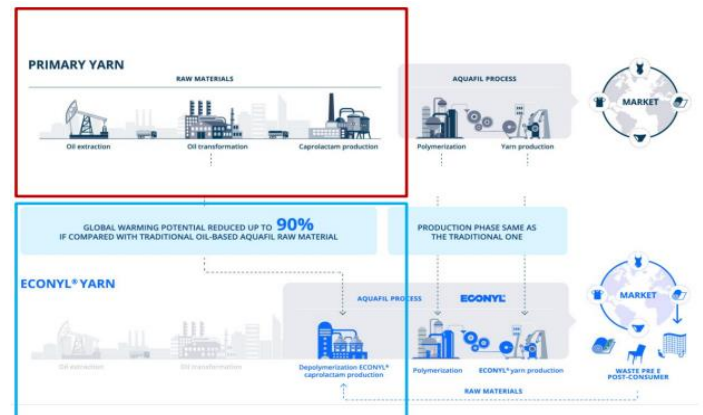 PRIMARY YARN
RAW MATERIALS
AQUAFIL PROCESS
MARKET
Oil extraction
Oil transformation
Caprolactam production
Polymerization
Yarn production
GLOBAL WARMING POTENTIAL REDUCED UP TO 90%
IF COMPARED WITH TRADITIONAL OIL-BASED AQUAFIL RAW MATERIAL
PRODUCTION PHASE SAME AS
THE TRADITIONAL ONE
ECONYL® YARN
AQUAFIL PROCESS
ECONYL®
MARKET
Oil extraction
Oil transformation
Depolymerization ECONYL®
caprolactam production
Polymerization
ECONYL® yarn production
WASTE PRE E
POST-CONSUMER
RAW MATERIALS